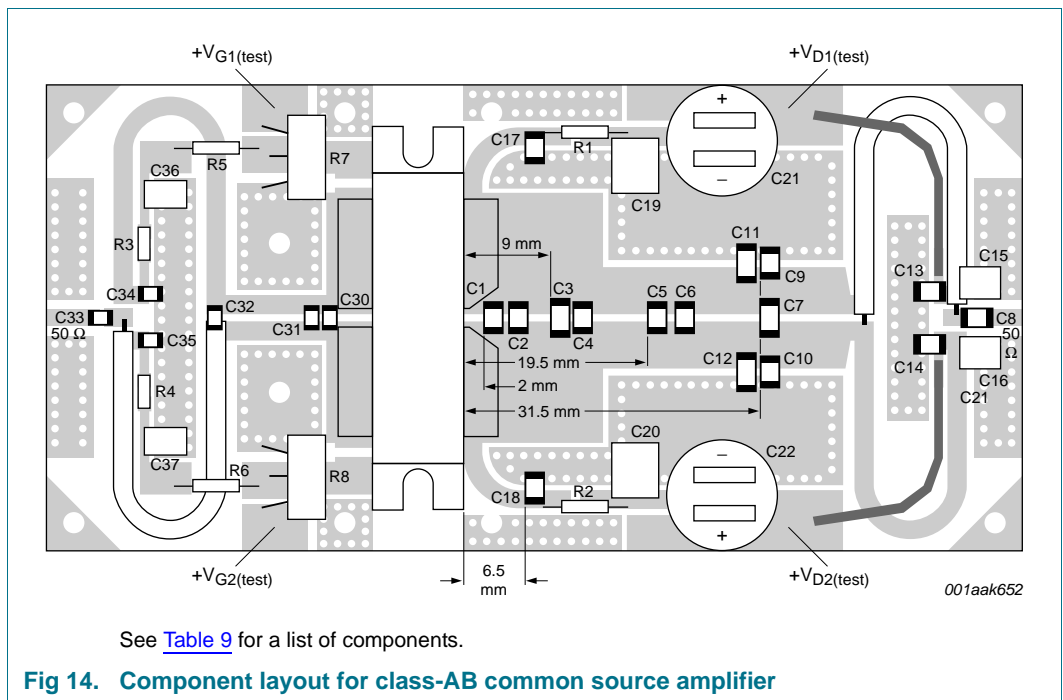 +VG1(test)
+VD1(test)
+
C17
R1
R7
R5
C36
−
C21
C19
R3
9 mm
C11
C9
C15
C13
C34
C1
C3
C5
C6
C7
C33
C32
C31
C30
C8
50 Ω
C35
C2
C4
50
Ω
19.5 mm
C12
C10
C14
C16
R4
2 mm
C21
31.5 mm
C37
C20
−
C22
R6
R8
C18
R2
+
+VG2(test)
6.5
mm
+VD2(test)
001aak652
See Table 9 for a list of components.
Fig 14. Component layout for class-AB common source amplifier